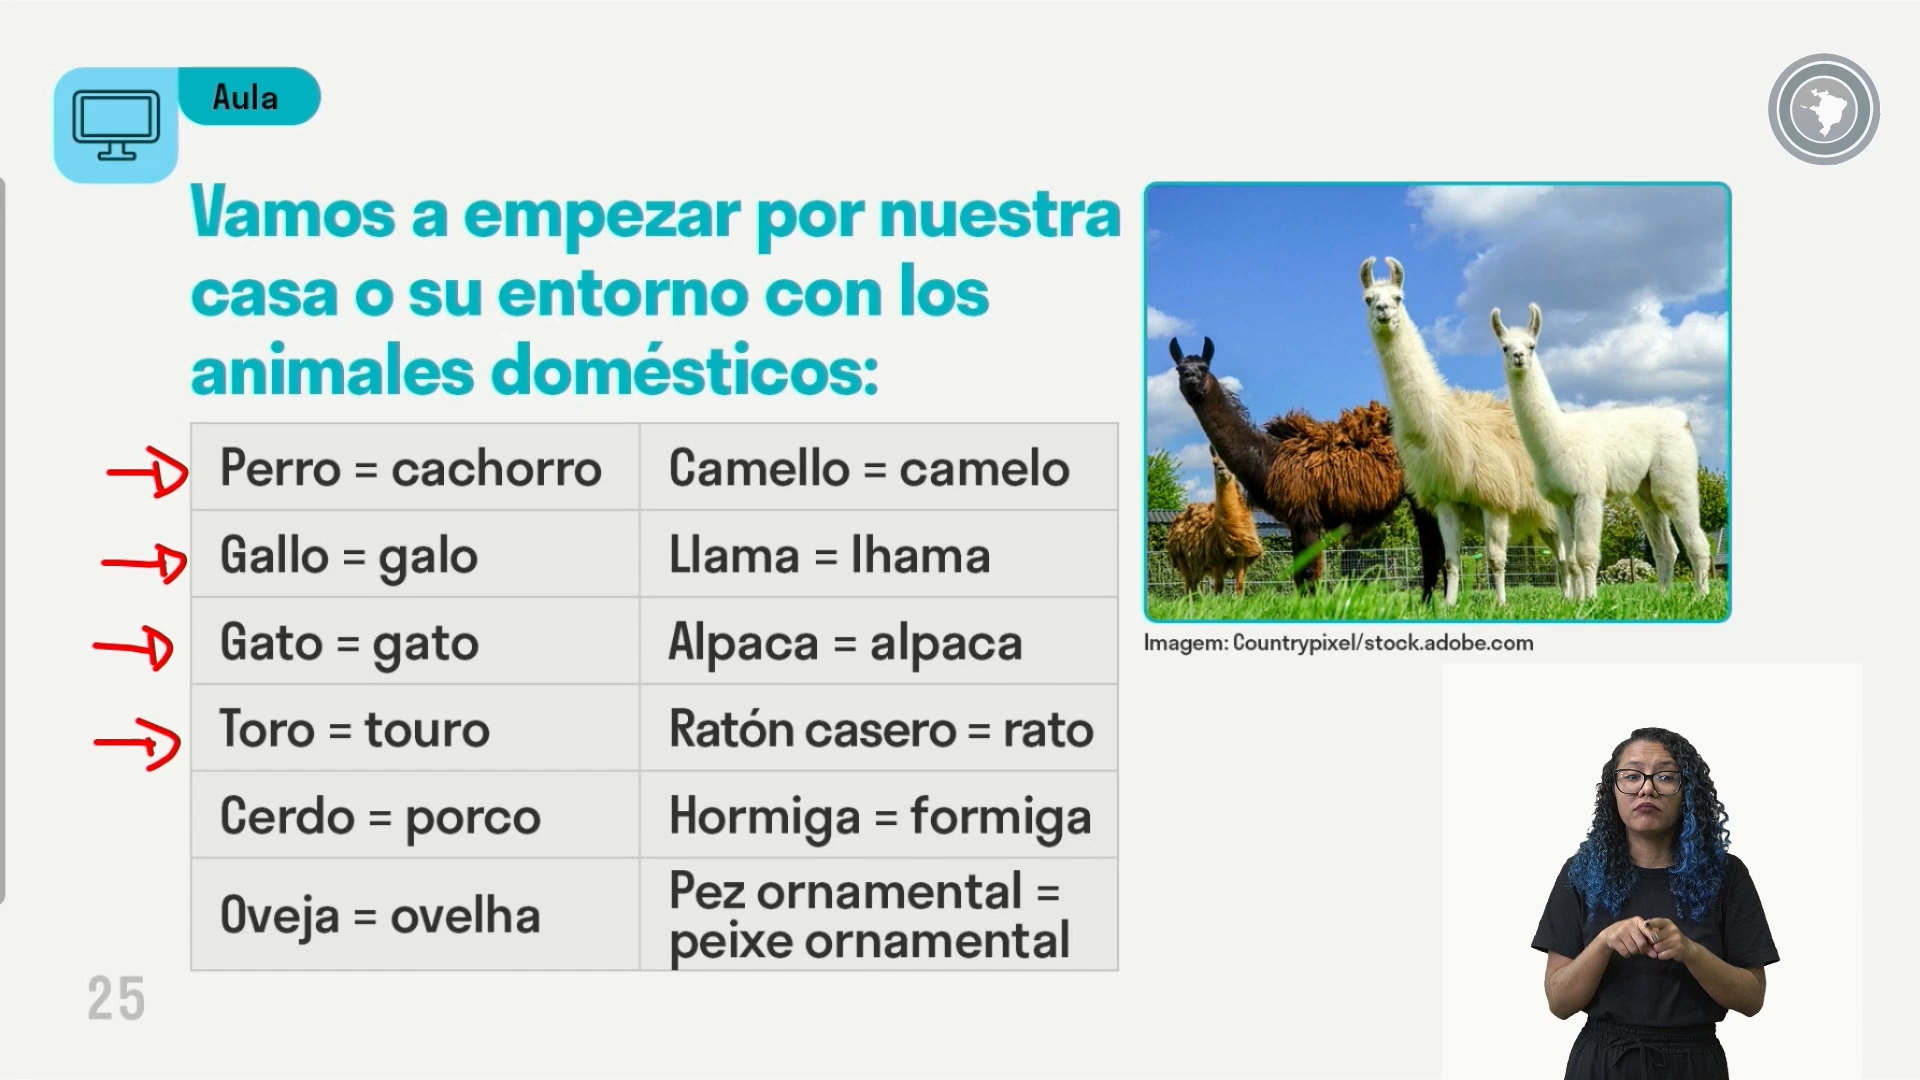 Aula
Vamos a empezar por nuestra
casa o su entorno con los
animales domésticos:
Perro = cachorro
Camello = camelo
Gallo = galo
Llama = lhama
Gato = gato
Alpaca = alpaca
Toro = touro
Ratón casero = rato
Cerdo = porco
Hormiga = formiga
Oveja = ovelha
Pez ornamental =
peixe ornamental
Imagem: Countrypixel/stock.adobe.com
25